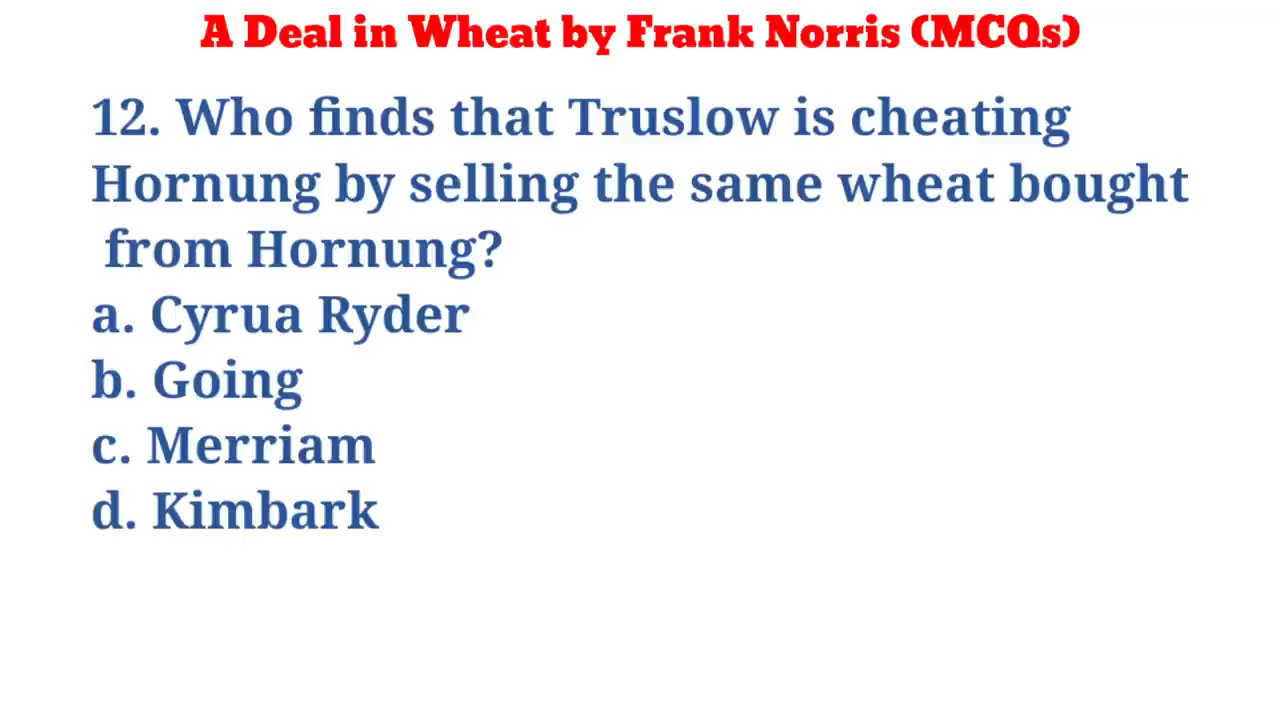 A Deal in Wheat by Frank Norris (MCQs)
12. Who finds that Truslow is cheating
Hornung by selling the same wheat bought
from Hornung?
a. Cyrua Ryder
b. Going
c. Merriam
d. Kimbark